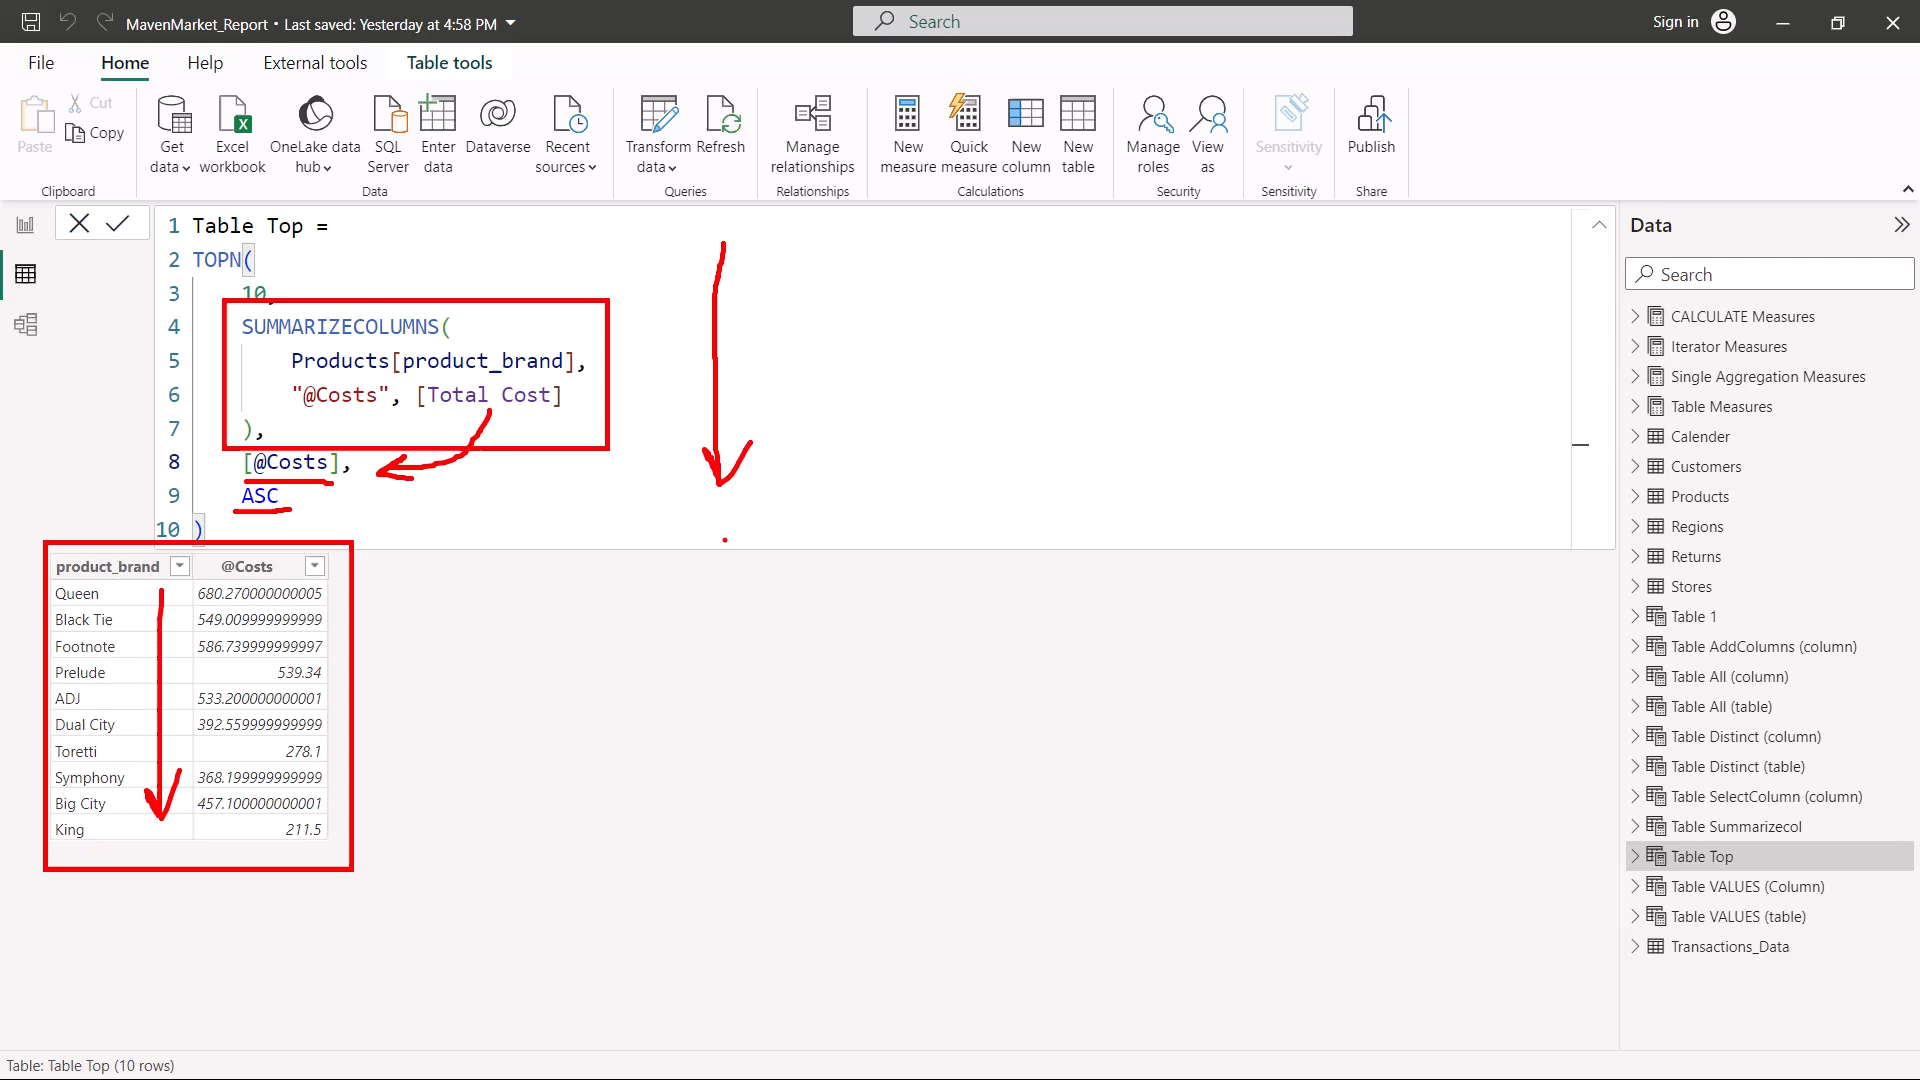 MavenMarket_Report • Last saved: Yesterday at 4:58 PM
Search
Sign in
File
Home
Help
External tools
Table tools
Paste
Cut
Copy
Clipboard
Get data
Excel workbook
OneLake data hub
SQL Server
Enter data
Dataverse
Recent sources
Data
Transform data
Refresh
Queries
Manage relationships
Relationships
New measure
Quick measure
New column
New table
Calculations
Manage roles
View as
Security
Sensitivity
Sensitivity
Publish
Share
1 Table Top =
2 TOPN(
3 10,
4 SUMMARIZECOLUMNS(
5 Products[product_brand],
6 "@Costs", [Total Cost]
7 ),
8 [@Costs],
9 ASC
10 )
product_brand @Costs
Queen 680.270000000005
Black Tie 549.009999999999
Footnote 586.739999999997
Prelude 539.34
ADJ 533.200000000001
Dual City 392.559999999999
Toretti 278.1
Symphony 368.199999999999
Big City 457.100000000001
King 211.5
Data
Search
CALCULATE Measures
Iterator Measures
Single Aggregation Measures
Table Measures
Calender
Customers
Products
Regions
Returns
Stores
Table 1
Table AddColumns (column)
Table All (column)
Table All (table)
Table Distinct (column)
Table Distinct (table)
Table SelectColumn (column)
Table Summarizecol
Table Top
Table VALUES (Column)
Table VALUES (table)
Transactions_Data
Table: Table Top (10 rows)